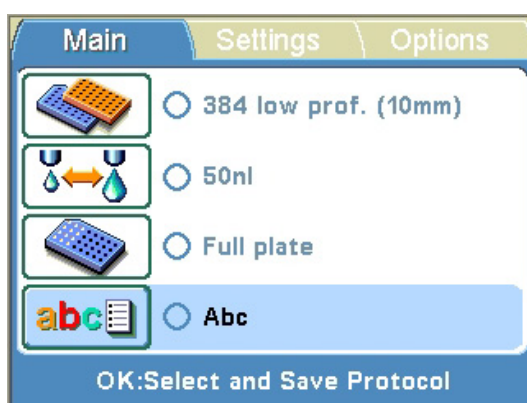 Main Settings Options
384 low prof. (10mm)
50nl
Full plate
abc Abc
OK:Select and Save Protocol